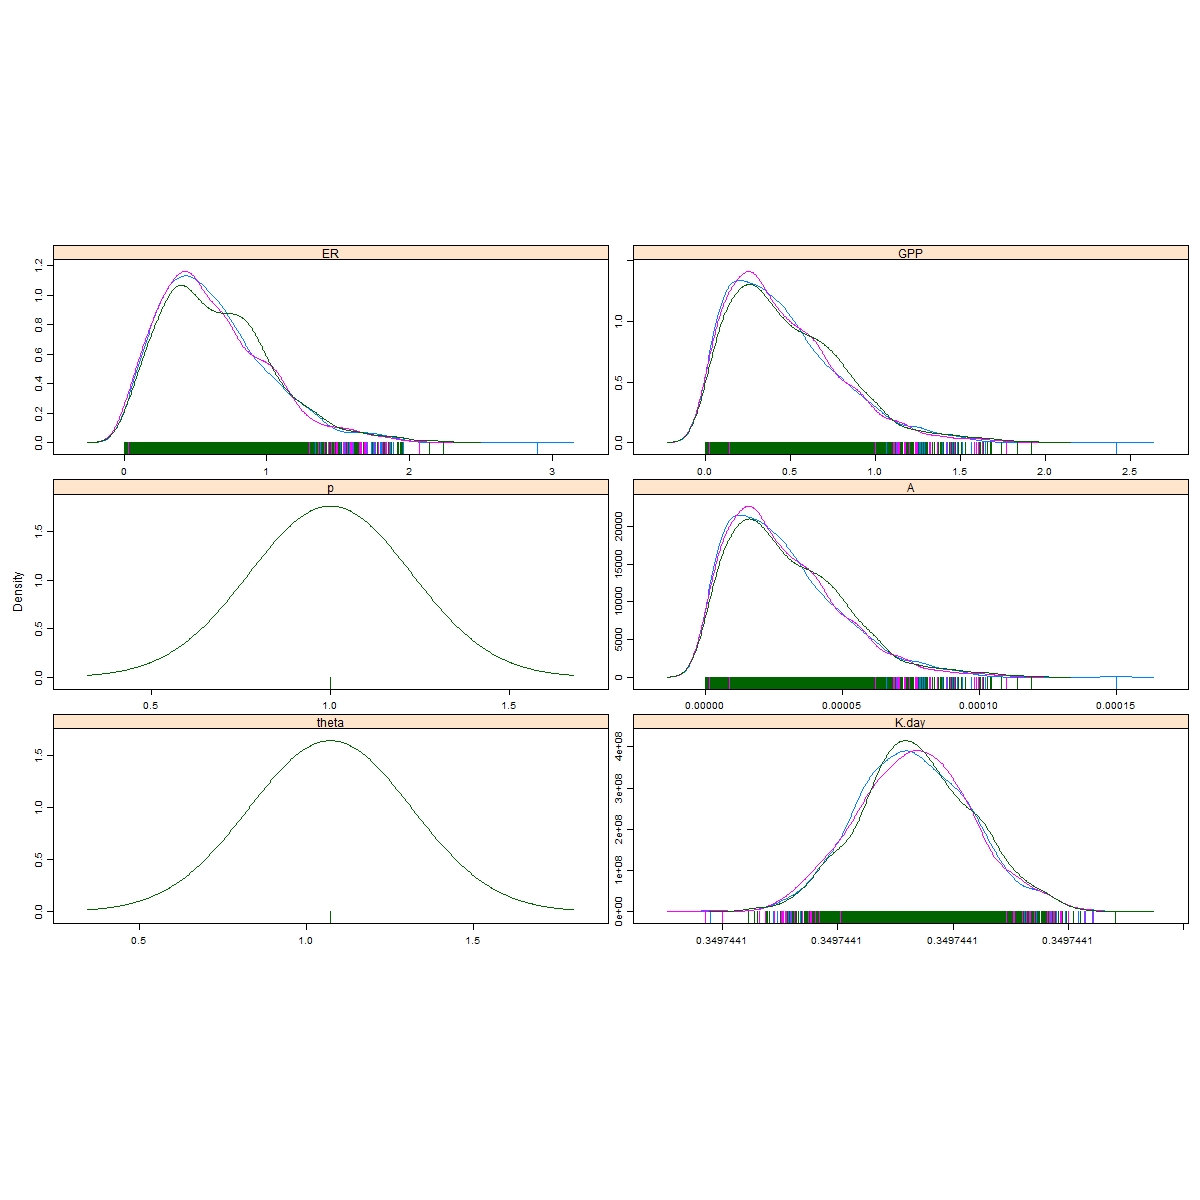 ER
GPP
0.0 0.2 0.4 0.6 0.8 1.0 1.2
0.0 0.5 1.0
0 1 2 3
0.0 0.5 1.0 1.5 2.0 2.5
p
A
Density
0.0 0.5 1.0 1.5
0 5000 10000 15000 20000
0.5 1.0 1.5
0.00000 0.00005 0.00010 0.00015
theta
K.day
0.0 0.5 1.0 1.5
0e+00 1e+08 2e+08 3e+08 4e+08
0.5 1.0 1.5
0.3497441 0.3497441 0.3497441 0.3497441